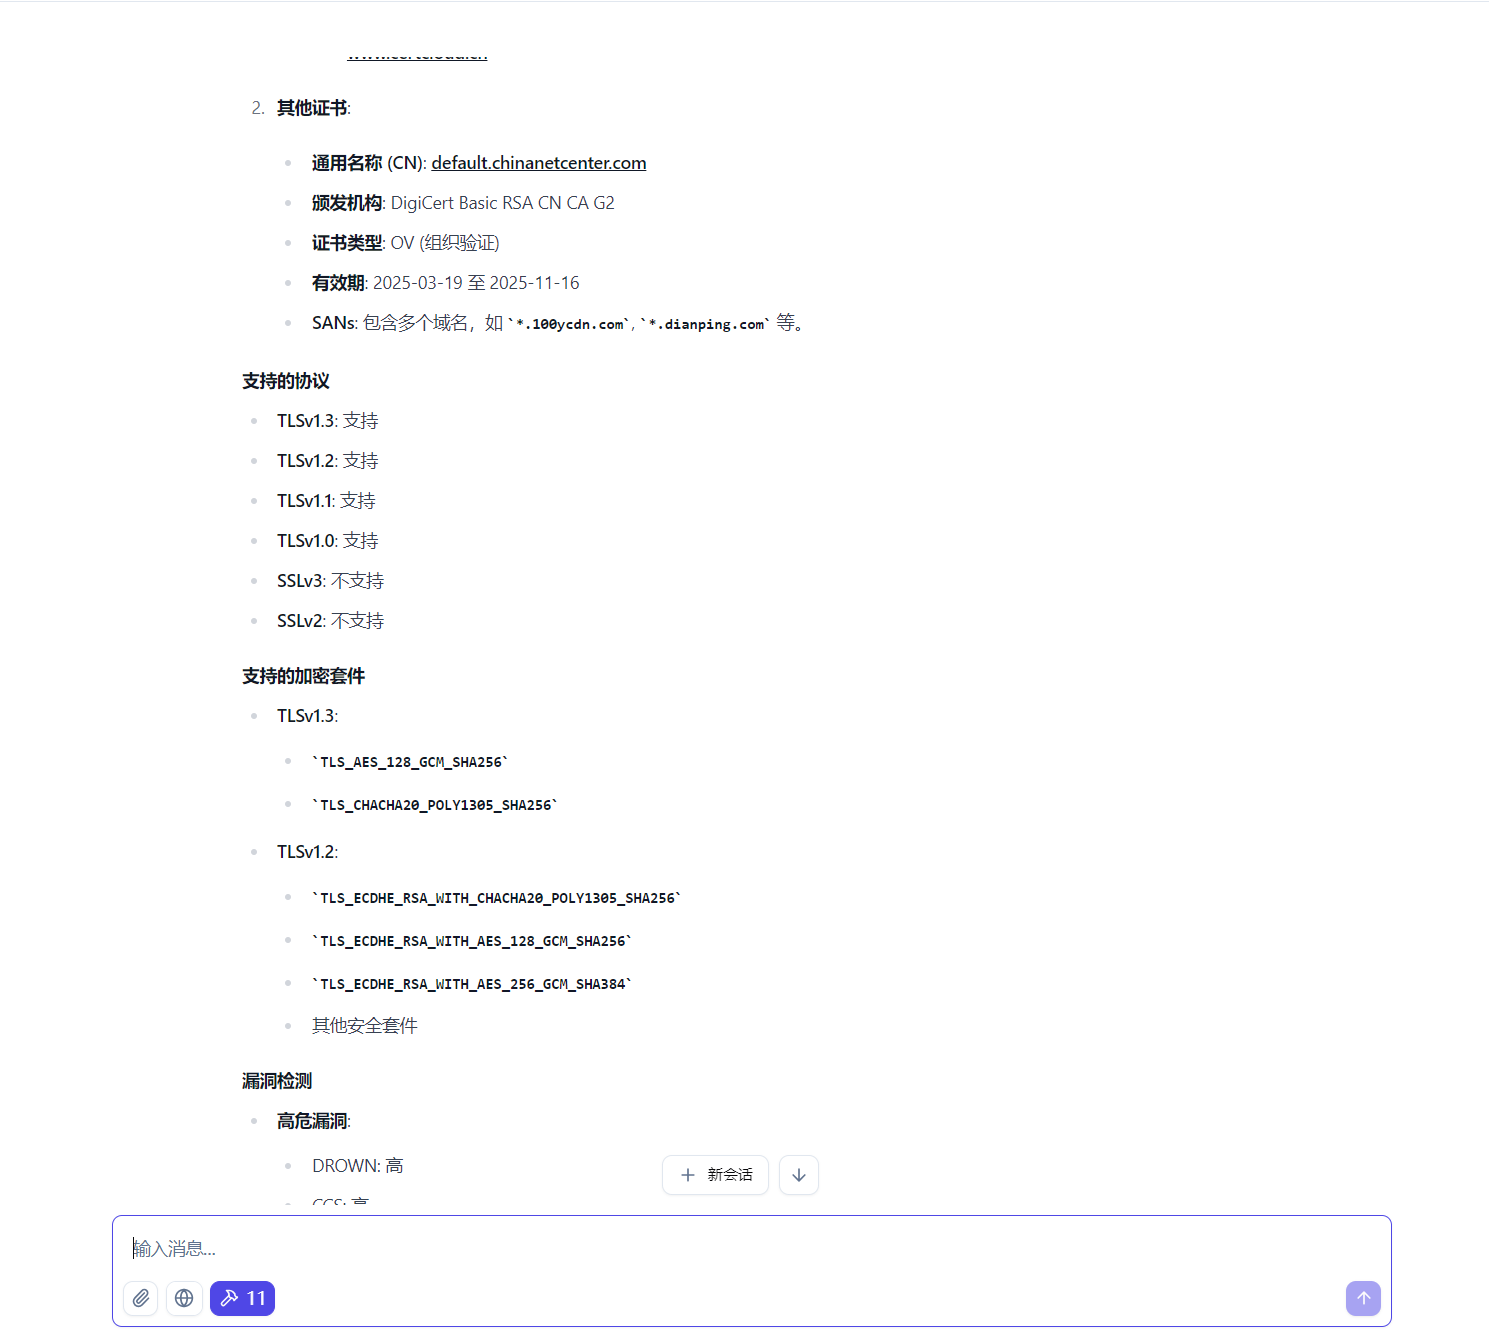 2. 其他证书:
通用名称 (CN): default.chinanetcenter.com
颁发机构: DigiCert Basic RSA CN CA G2
证书类型: OV (组织验证)
有效期: 2025-03-19 至 2025-11-16
SANs: 包含多个域名，如 `*.100ycdn.com`, `*.dianping.com` 等。
支持的协议
TLSv1.3: 支持
TLSv1.2: 支持
TLSv1.1: 支持
TLSv1.0: 支持
SSLv3: 不支持
SSLv2: 不支持
支持的加密套件
TLSv1.3:
`TLS_AES_128_GCM_SHA256`
`TLS_CHACHA20_POLY1305_SHA256`
TLSv1.2:
`TLS_ECDHE_RSA_WITH_CHACHA20_POLY1305_SHA256`
`TLS_ECDHE_RSA_WITH_AES_128_GCM_SHA256`
`TLS_ECDHE_RSA_WITH_AES_256_GCM_SHA384`
其他安全套件
漏洞检测
高危漏洞:
DROWN: 高
CCS: 高
新会话
输入消息...
11